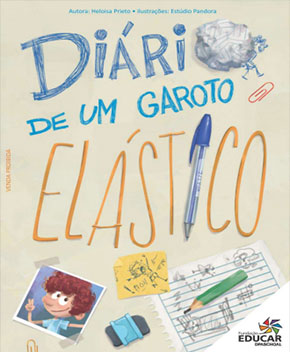 Autora: Heloisa Prieto • Ilustrações: Estúdio Pandora
DIÁRIO
DE UM GAROTO
ELÁSTICO
VENDA PROIBIDA
Fundação
EDUCAR
DPASCHOAL